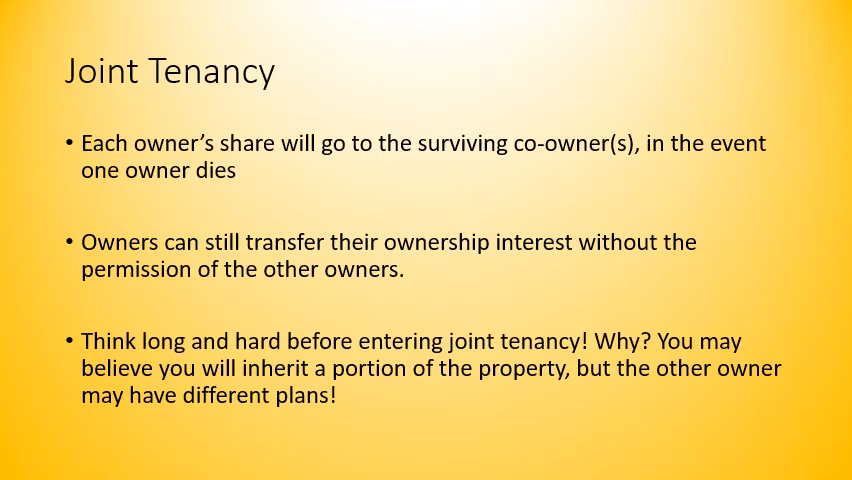 Joint Tenancy
• Each owner’s share will go to the surviving co-owner(s), in the event
one owner dies
• Owners can still transfer their ownership interest without the
permission of the other owners.
• Think long and hard before entering joint tenancy! Why? You may
believe you will inherit a portion of the property, but the other owner
may have different plans!